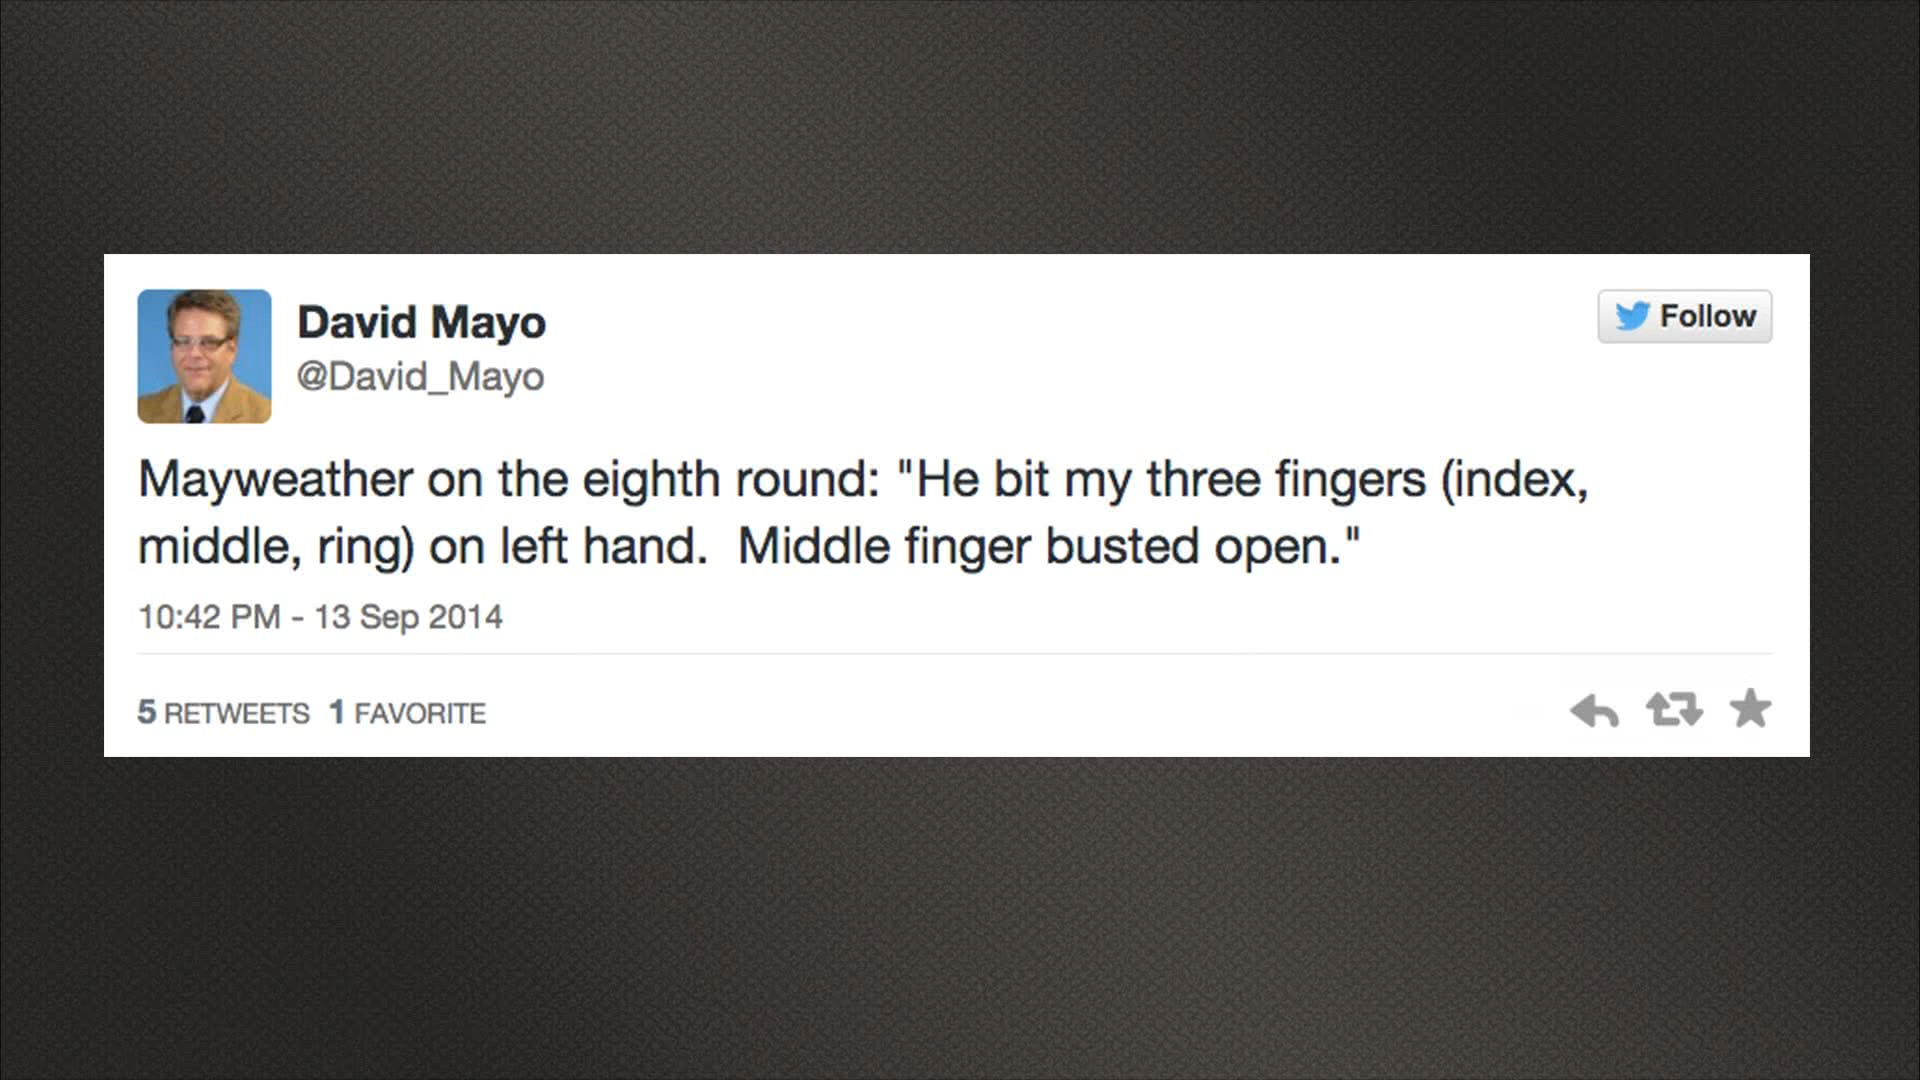 David Mayo
@David_Mayo
Follow
Mayweather on the eighth round: "He bit my three fingers (index,
middle, ring) on left hand.  Middle finger busted open."
10:42 PM - 13 Sep 2014
5 RETWEETS 1 FAVORITE